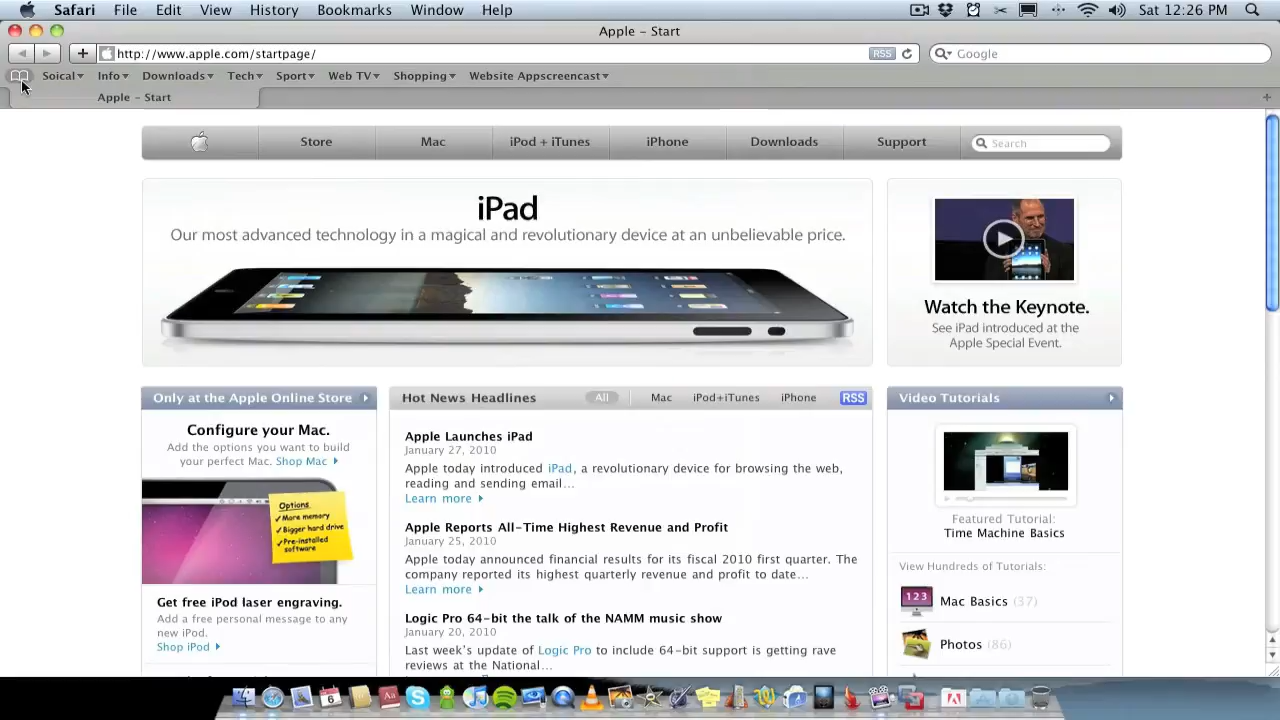 Safari File Edit View History Bookmarks Window Help Sat 12:26 PM
Apple – Start
http://www.apple.com/startpage/ RSS Google
Soical Info Downloads Tech Sport Web TV Shopping Website Appscreencast
Apple – Start
Store Mac iPod + iTunes iPhone Downloads Support Search
iPad
Our most advanced technology in a magical and revolutionary device at an unbelievable price.
Watch the Keynote.
See iPad introduced at the
Apple Special Event.
Only at the Apple Online Store
Configure your Mac.
Add the options you want to build
your perfect Mac. Shop Mac
Options
✓More memory
✓Bigger hard drive
✓Pre-installed
software
Get free iPod laser engraving.
Add a free personal message to any
new iPod.
Shop iPod
Hot News Headlines All Mac iPod+iTunes iPhone RSS
Apple Launches iPad
January 27, 2010
Apple today introduced iPad, a revolutionary device for browsing the web,
reading and sending email...
Learn more
Apple Reports All-Time Highest Revenue and Profit
January 25, 2010
Apple today announced financial results for its fiscal 2010 first quarter. The
company reported its highest quarterly revenue and profit to date...
Learn more
Logic Pro 64-bit the talk of the NAMM music show
January 20, 2010
Last week's update of Logic Pro to include 64-bit support is getting rave
reviews at the National...
Video Tutorials
Featured Tutorial:
Time Machine Basics
View Hundreds of Tutorials:
123
Mac Basics (37)
Photos (86)